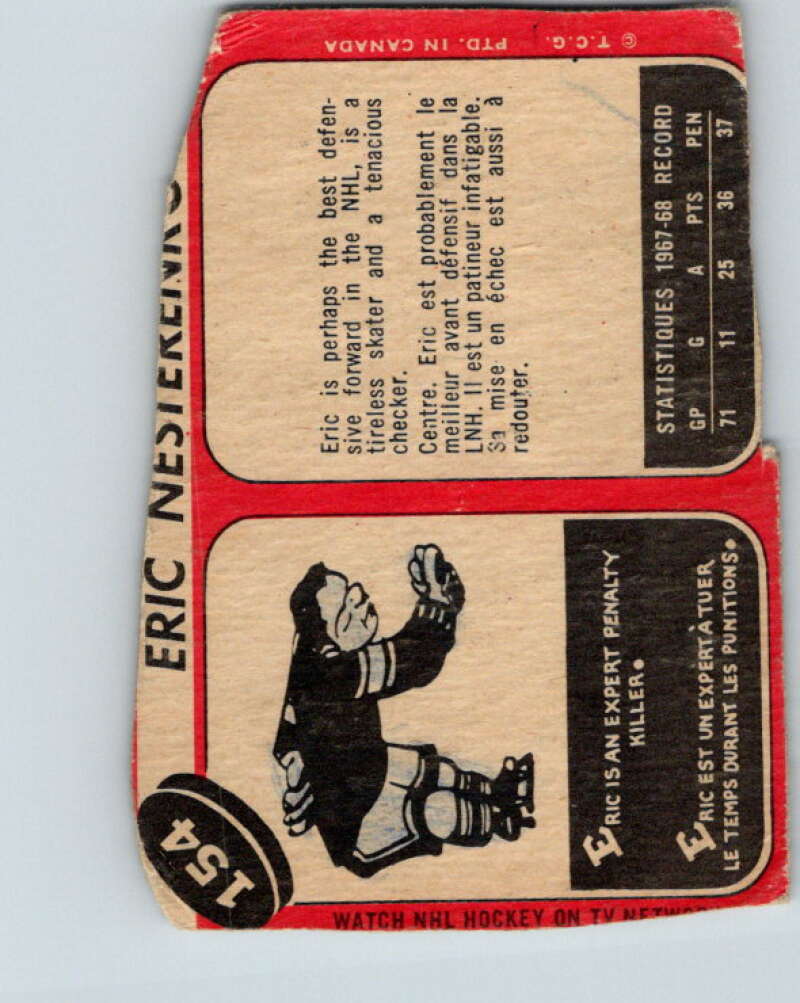 154
ERIC NESTERENKO
ERIC IS AN EXPERT PENALTY
KILLER.
ERIC EST UN EXPERT À TUER
LE TEMPS DURANT LES PUNITIONS.
Eric is perhaps the best defen-
sive forward in the NHL, is a
tireless skater and a tenacious
checker.
Centre. Eric est probablement le
meilleur avant défensif dans la
LNH. Il est un patineur infatigable.
Sa mise en échec est aussi à
redouter.
STATISTIQUES 1967-68 RECORD
GP G A PTS PEN
71 11 25 36 37
WATCH NHL HOCKEY ON TV
© T.C.G. PTD. IN CANADA